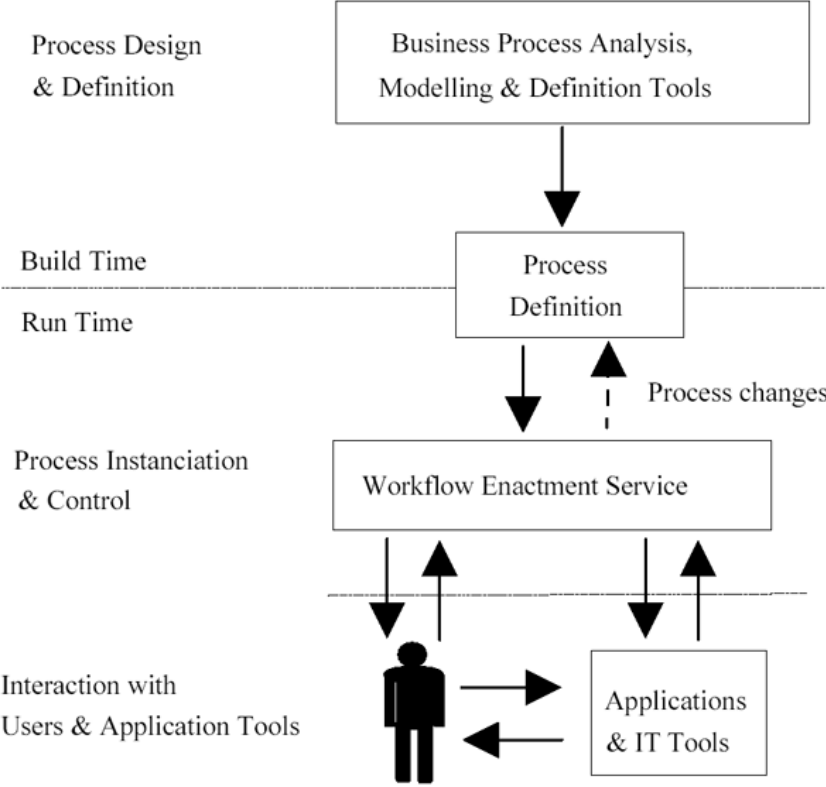 Process Design
& Definition
Business Process Analysis,
Modelling & Definition Tools
Build Time
Process
Definition
Run Time
Process changes
Process Instanciation
& Control
Workflow Enactment Service
Interaction with
Users & Application Tools
Applications
& IT Tools